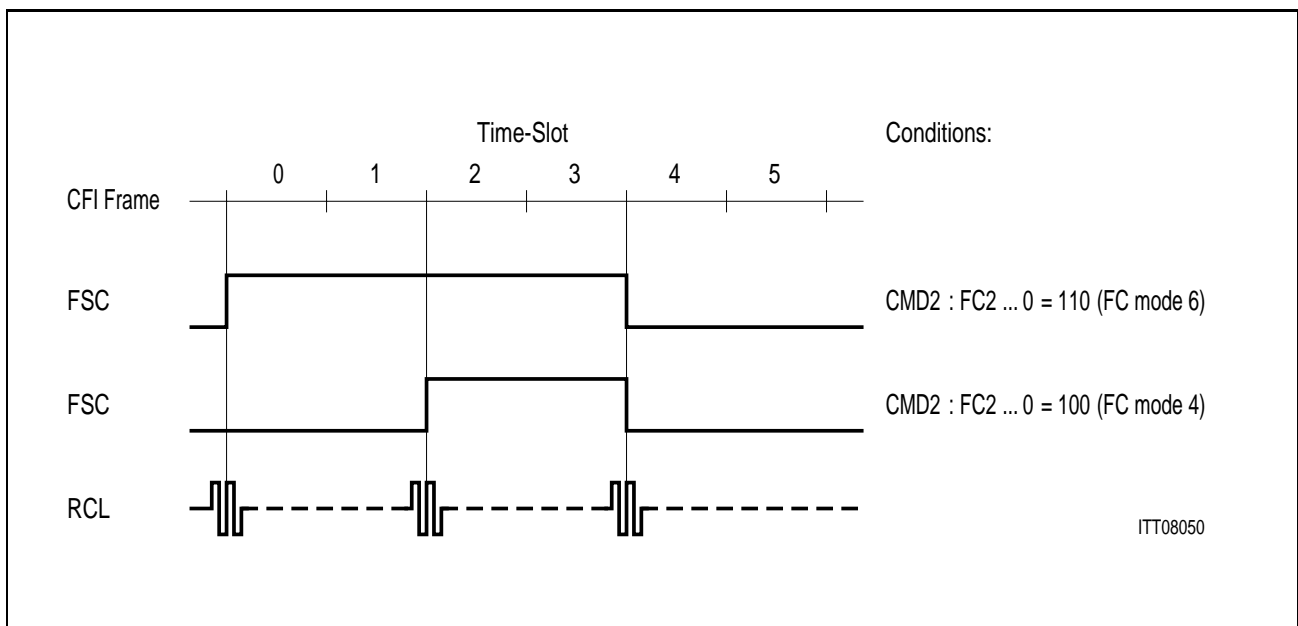 Time-Slot
Conditions:
0 1 2 3 4 5
CFI Frame
FSC
CMD2 : FC2 ... 0 = 110 (FC mode 6)
FSC
CMD2 : FC2 ... 0 = 100 (FC mode 4)
RCL
ITT08050